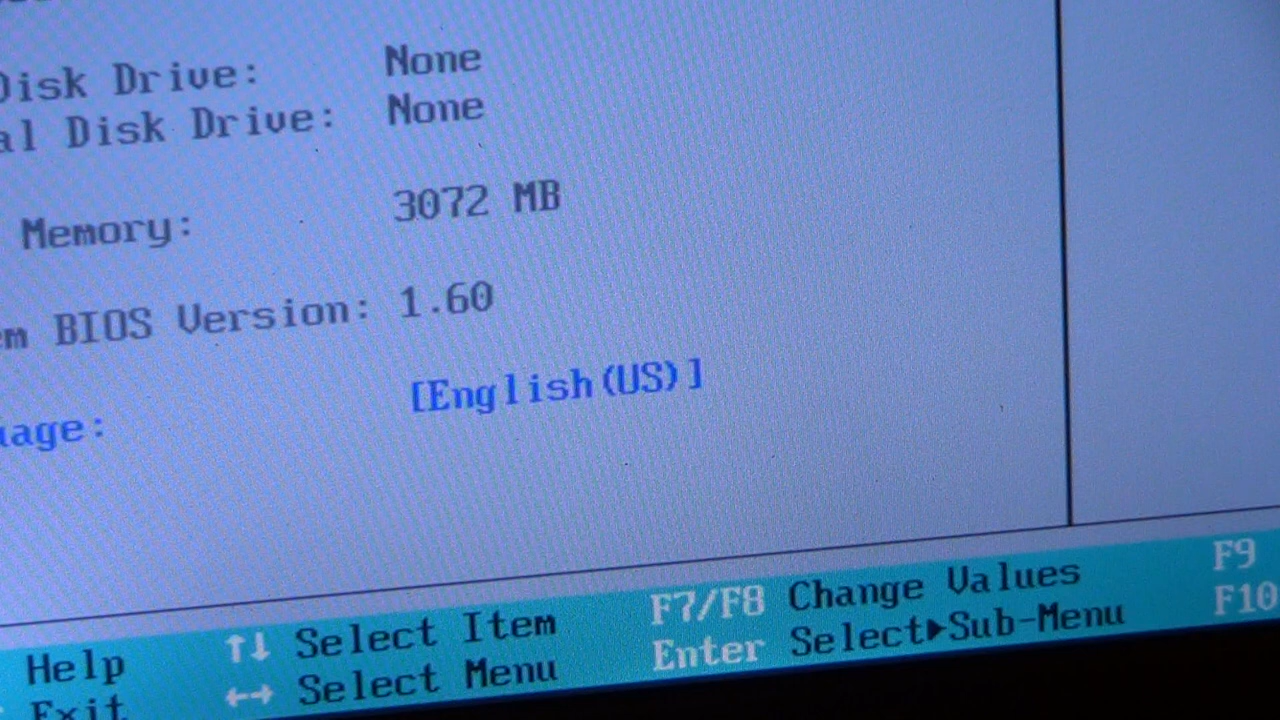 Disk Drive: None
al Disk Drive: None
Memory: 3072 MB
em BIOS Version: 1.60
uage: [English(US)]
Help ↑↓ Select Item F7/F8 Change Values F9
Exit ↔ Select Menu Enter Select▶Sub-Menu F10